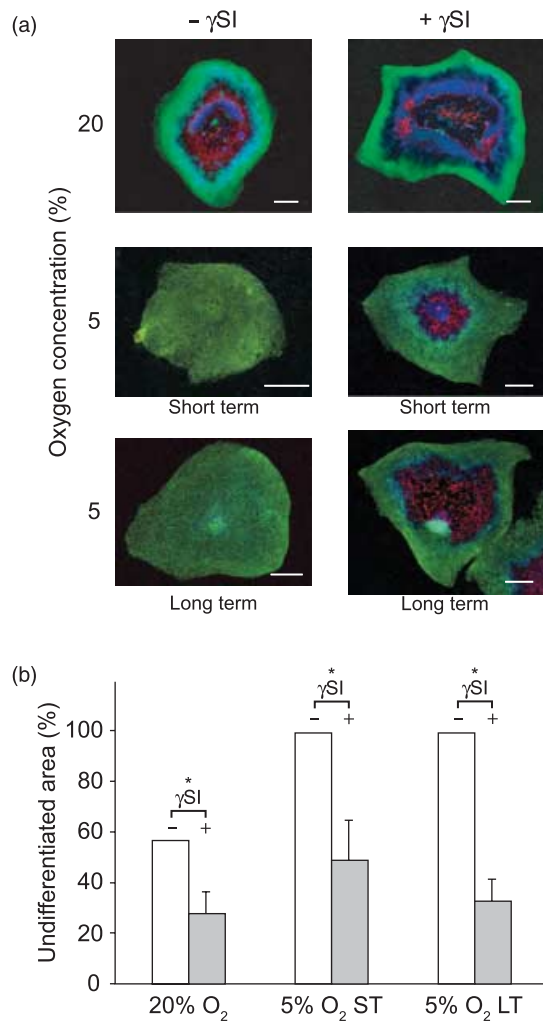 (a)
– γSI
+ γSI
Oxygen concentration (%)
20
5
Short term
Short term
5
Long term
Long term
(b)
Undifferentiated area (%)
100
80
60
40
20
0
*
γSI
– +
*
γSI
– +
*
γSI
– +
20% O₂
5% O₂ ST
5% O₂ LT